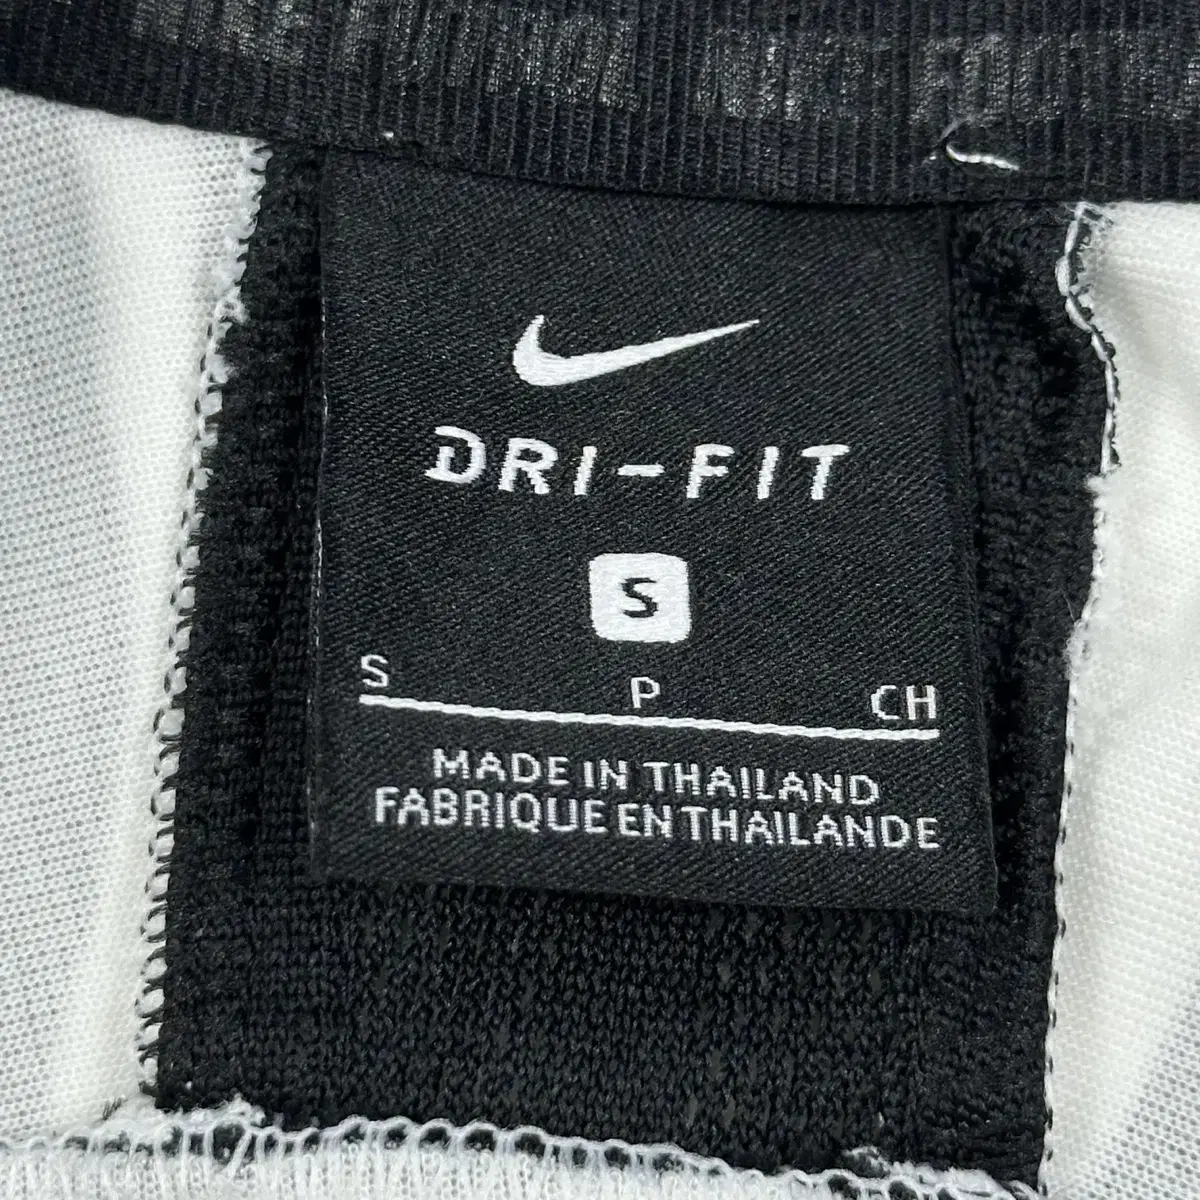 DRI-FIT
S
S P CH
MADE IN THAILAND
FABRIQUE EN THAILANDE